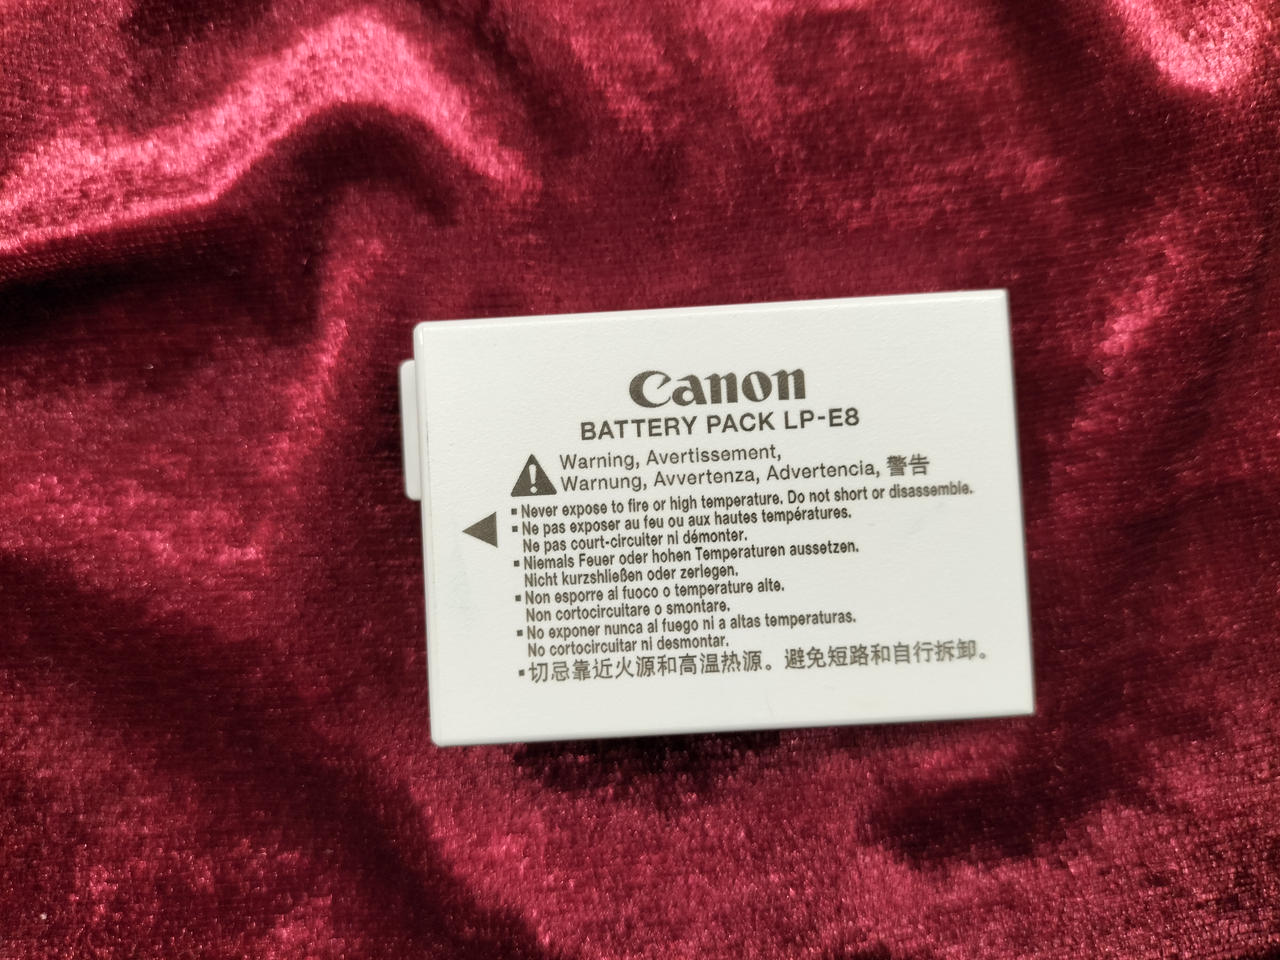 Canon
BATTERY PACK LP-E8
Warning, Avertissement,
Warnung, Avvertenza, Advertencia, 警告
▪ Never expose to fire or high temperature. Do not short or disassemble.
▪ Ne pas exposer au feu ou aux hautes températures.
Ne pas court-circuiter ni démonter.
▪ Niemals Feuer oder hohen Temperaturen aussetzen.
Nicht kurzshließen oder zerlegen.
▪ Non esporre al fuoco o temperature alte.
Non cortocircuitare o smontare.
▪ No exponer nunca al fuego ni a altas temperaturas.
No cortocircuitar ni desmontar.
▪ 切忌靠近火源和高温热源。避免短路和自行拆卸.